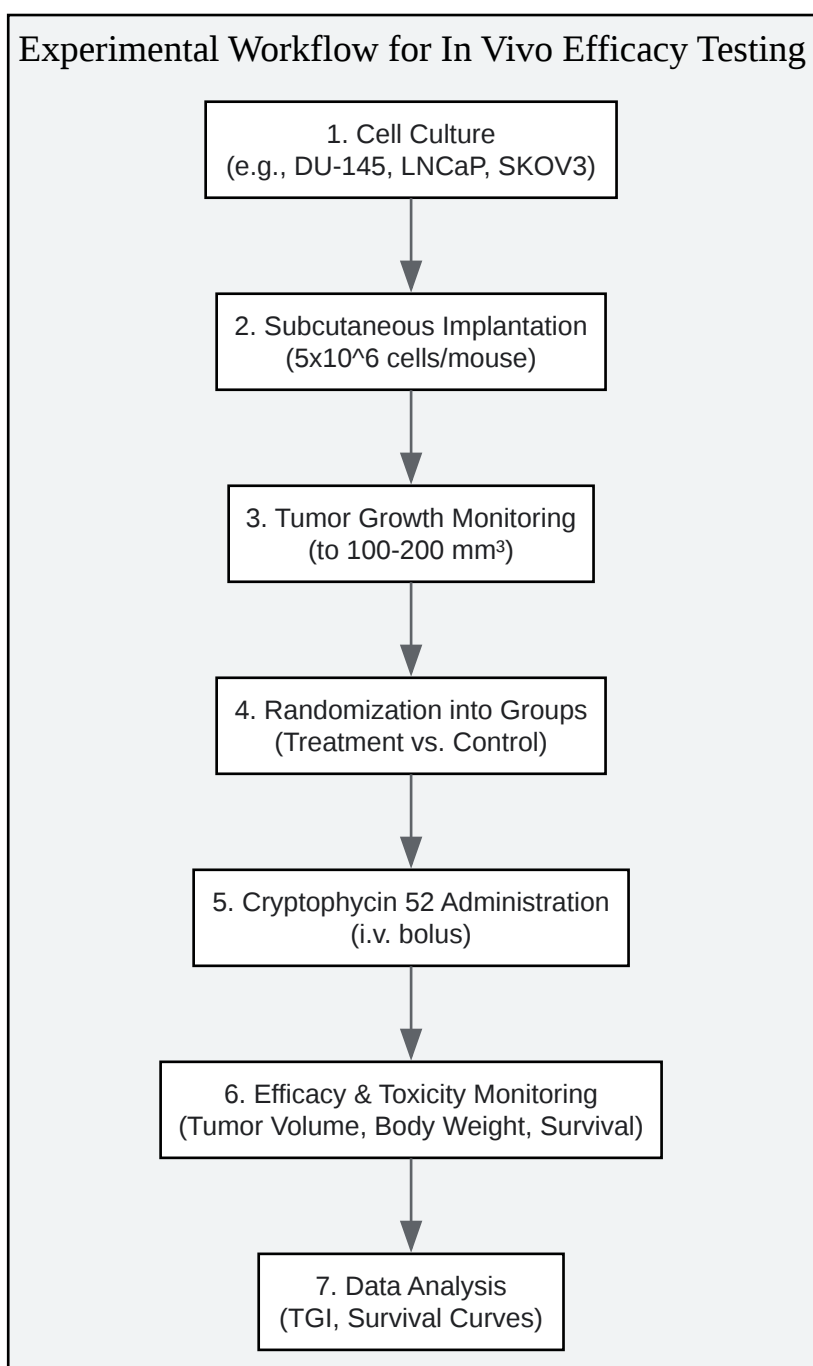 Experimental Workflow for In Vivo Efficacy Testing
1. Cell Culture
(e.g., DU-145, LNCaP, SKOV3)
2. Subcutaneous Implantation
(5x10^6 cells/mouse)
3. Tumor Growth Monitoring
(to 100-200 mm³)
4. Randomization into Groups
(Treatment vs. Control)
5. Cryptophycin 52 Administration
(i.v. bolus)
6. Efficacy & Toxicity Monitoring
(Tumor Volume, Body Weight, Survival)
7. Data Analysis
(TGI, Survival Curves)